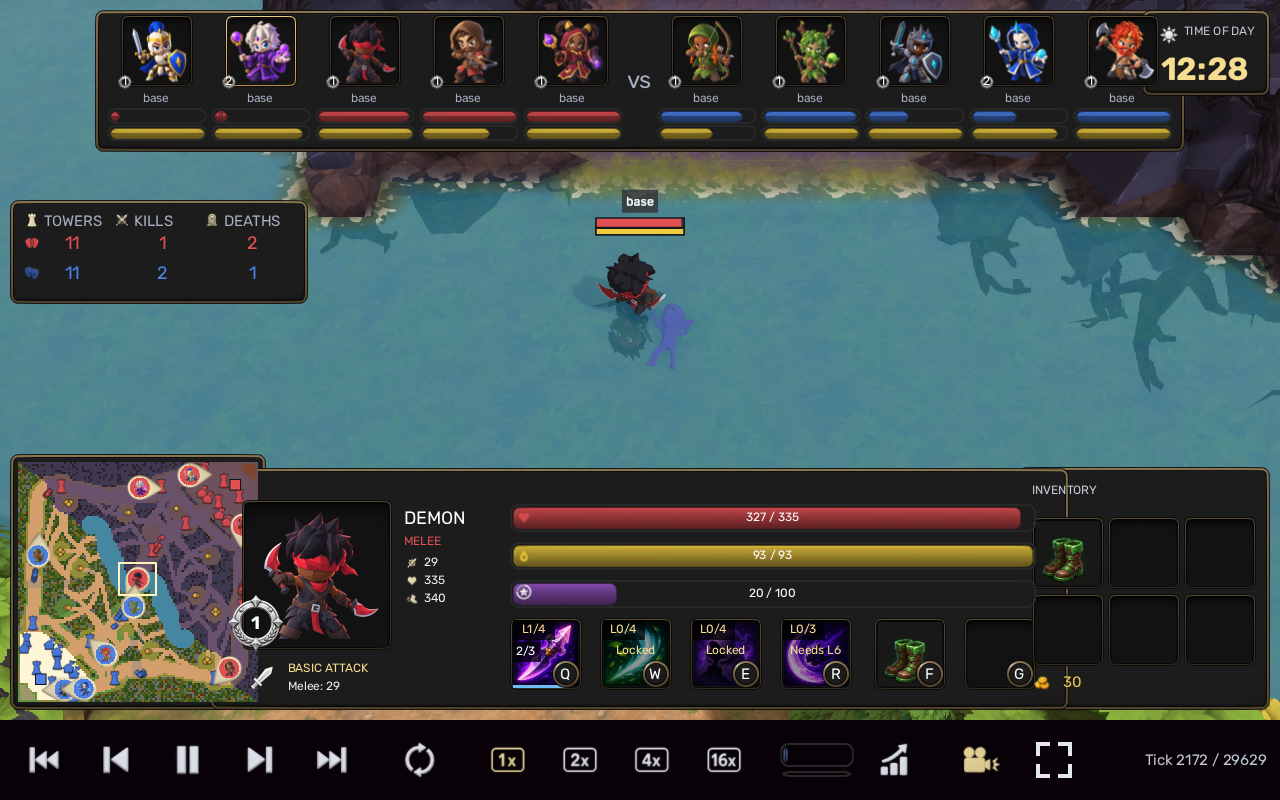 1 2 1 1 1 VS 1 1 1 2 1
base base base base base base base base base base
TIME OF DAY
12:28
TOWERS KILLS DEATHS
11 1 2
11 2 1
base
DEMON
MELEE
29
335
340
1
BASIC ATTACK
Melee: 29
327 / 335
93 / 93
20 / 100
L1/4
2/3
Q
L0/4
Locked
W
L0/4
Locked
E
L0/3
Needs L6
R
F
G
INVENTORY
30
1x 2x 4x 16x
Tick 2172 / 29629